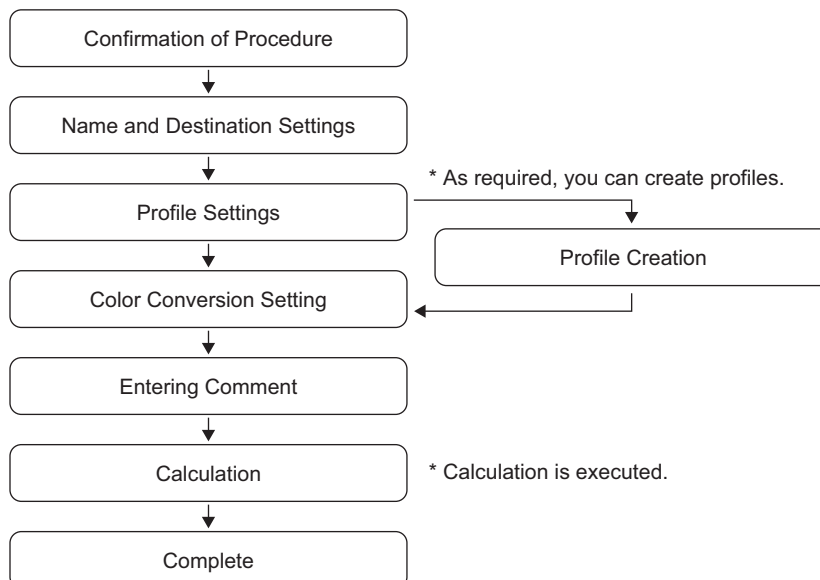 Confirmation of Procedure
Name and Destination Settings
* As required, you can create profiles.
Profile Settings
Profile Creation
Color Conversion Setting
Entering Comment
Calculation
* Calculation is executed.
Complete